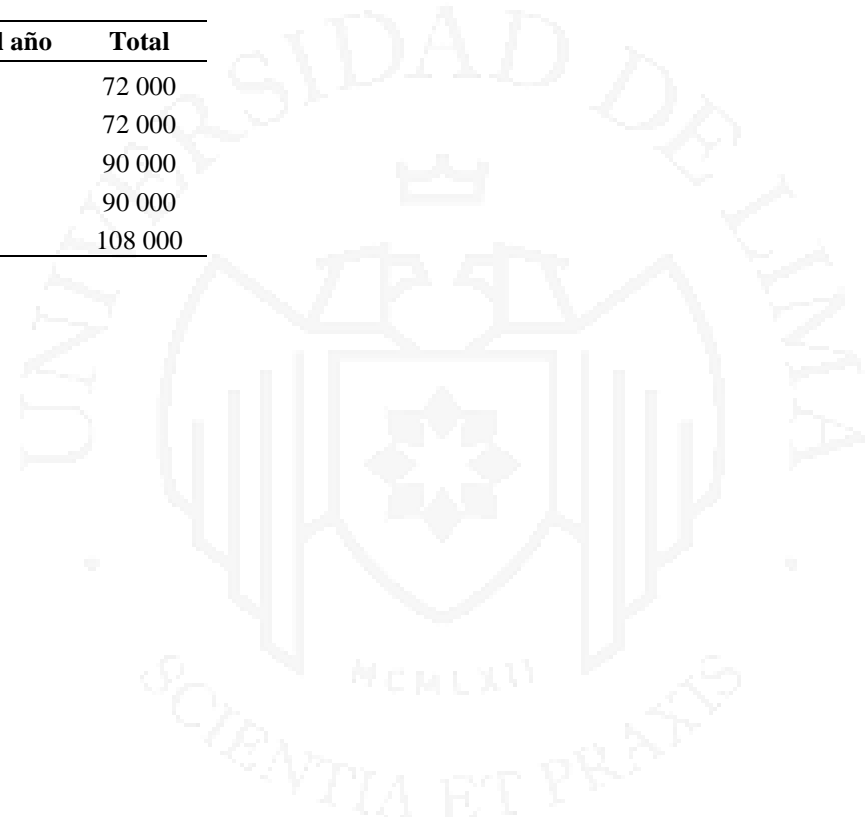 l año Total
72 000
72 000
90 000
90 000
108 000
UNIVERSIDAD DE LIMA
MCMLXII
SCIENTIA ET PRAXIS